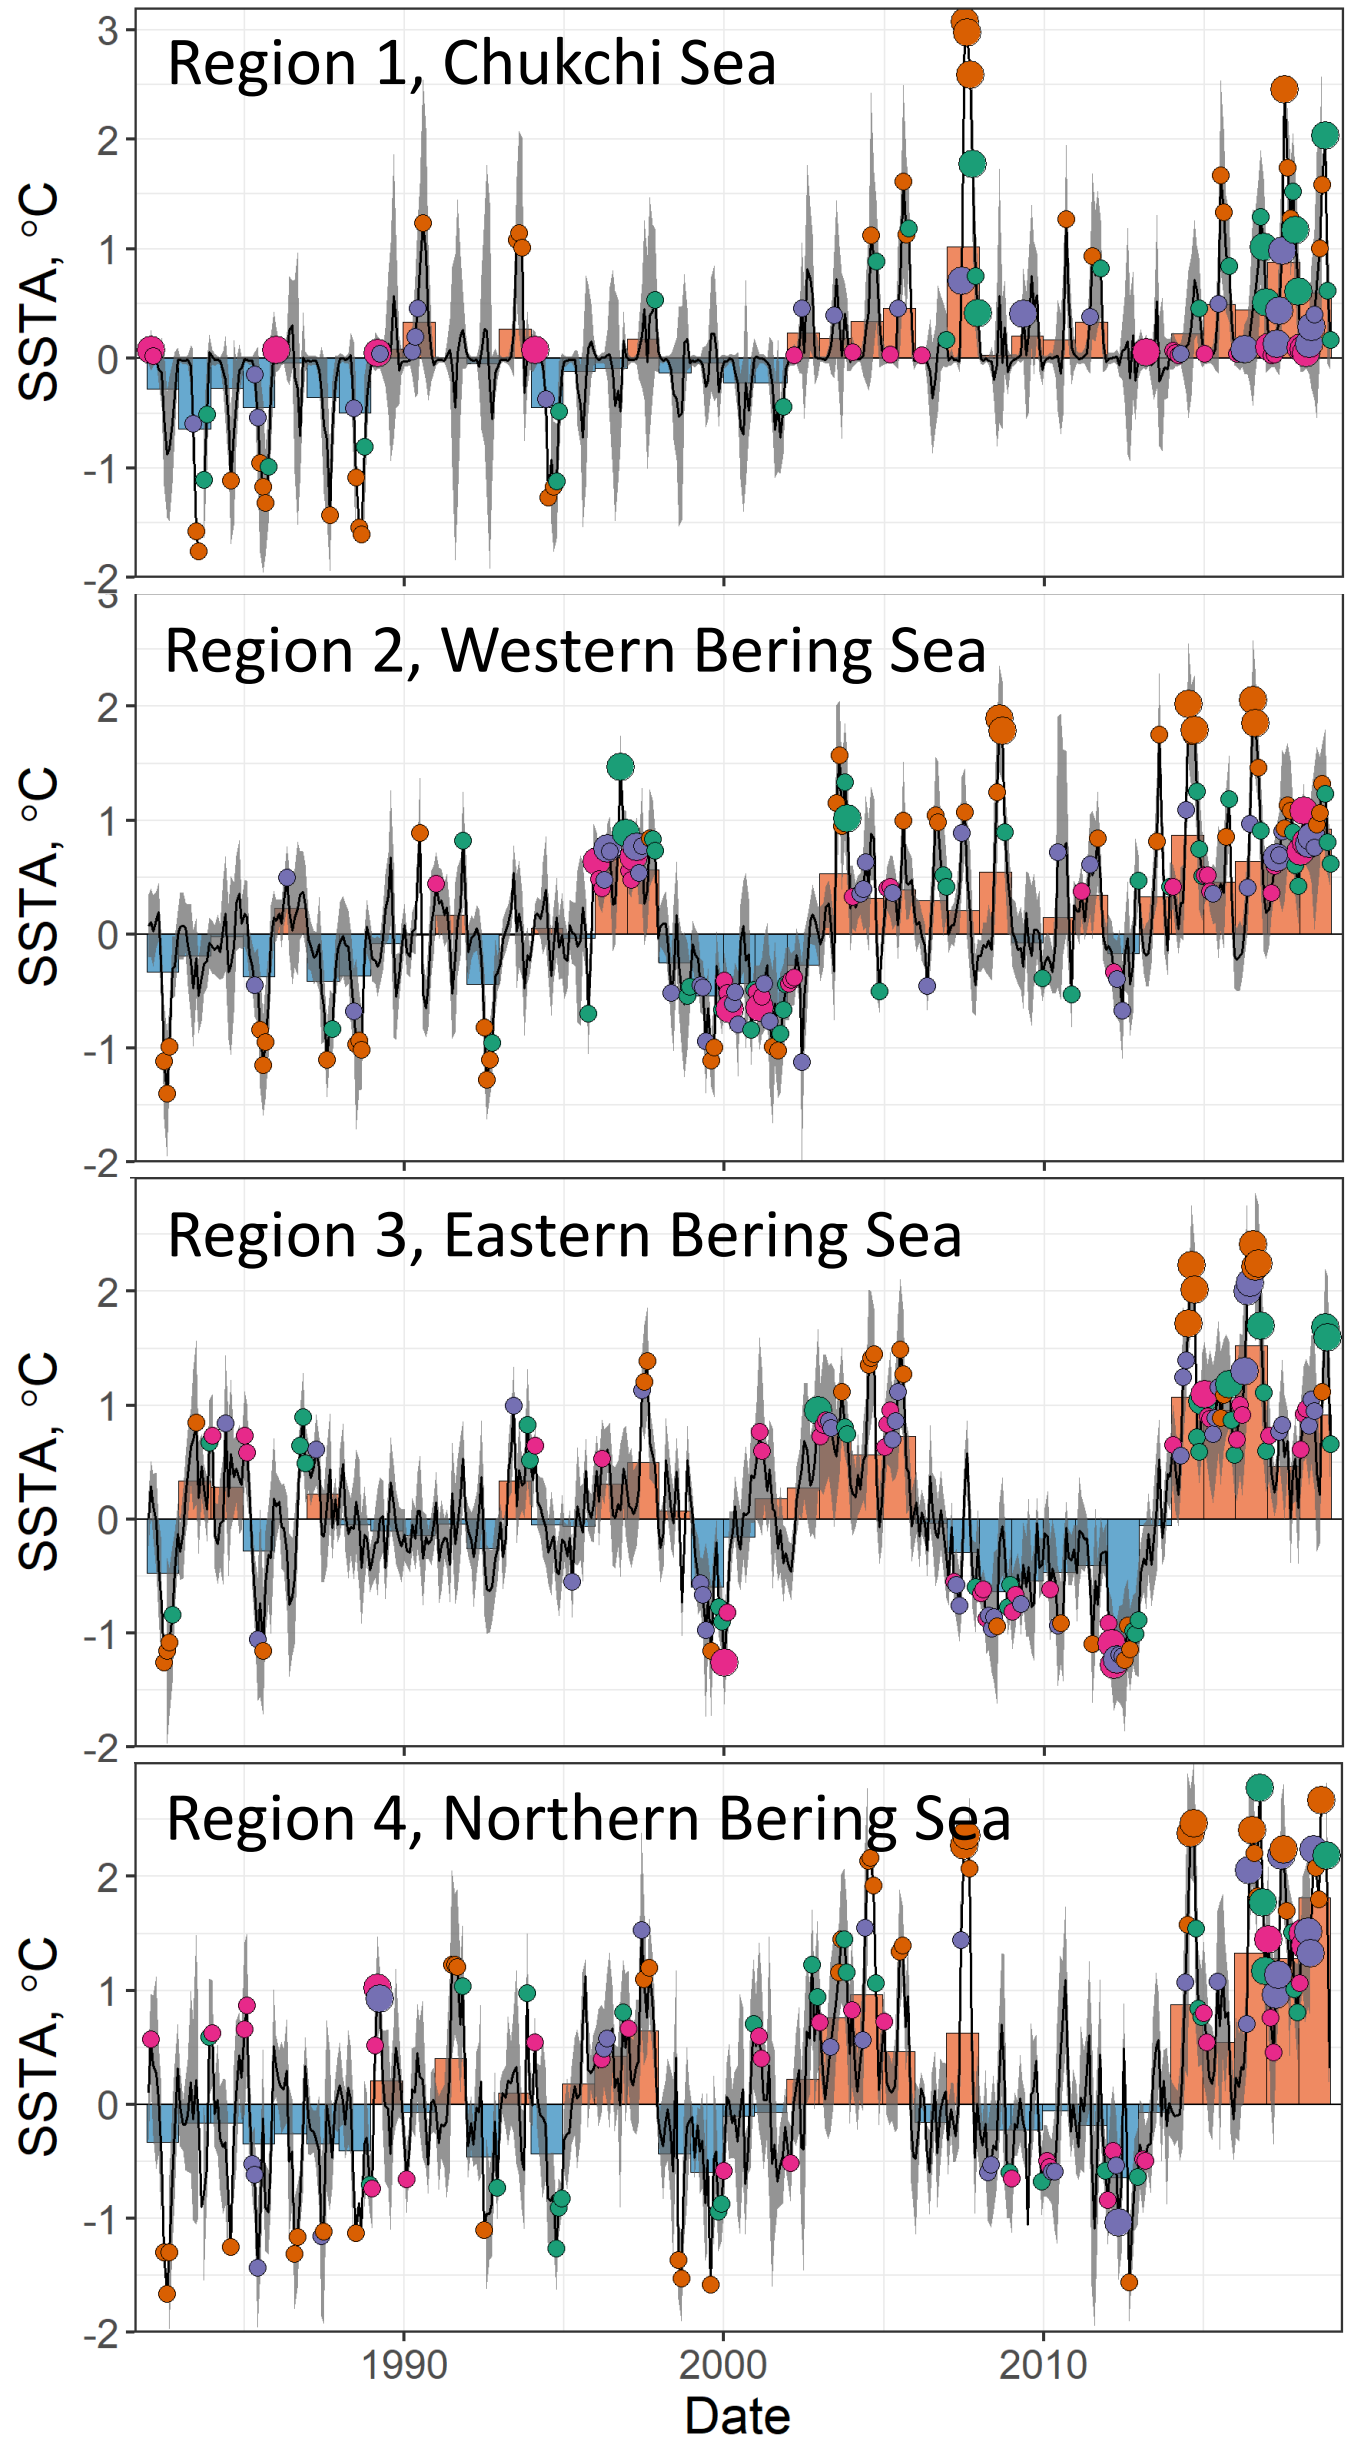 Region 1, Chukchi Sea
SSTA, °C
3
2
1
0
-1
-2
Region 2, Western Bering Sea
SSTA, °C
3
2
1
0
-1
-2
Region 3, Eastern Bering Sea
SSTA, °C
2
1
0
-1
-2
Region 4, Northern Bering Sea
SSTA, °C
2
1
0
-1
-2
1990 2000 2010
Date